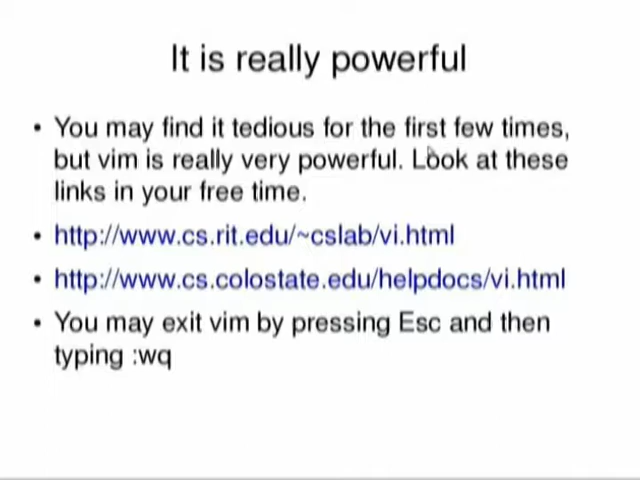 It is really powerful
• You may find it tedious for the first few times,
but vim is really very powerful. Look at these
links in your free time.
• http://www.cs.rit.edu/~cslab/vi.html
• http://www.cs.colostate.edu/helpdocs/vi.html
• You may exit vim by pressing Esc and then
typing :wq